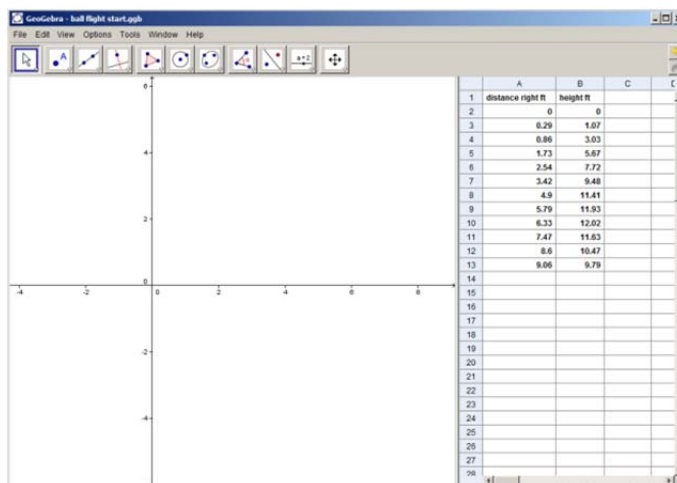 GeoGebra - ball flight start.ggb
File Edit View Options Tools Window Help
A
a=2
A B C D
1 distance right ft height ft
2 0 0
3 0.29 1.07
4 0.86 3.03
5 1.73 5.67
6 2.54 7.72
7 3.42 9.48
8 4.9 11.41
9 5.79 11.93
10 6.33 12.02
11 7.47 11.63
12 8.6 10.47
13 9.06 9.79
14
15
16
17
18
19
20
21
22
23
24
25
26
27
28
6
4
2
0
-4 -2 0 2 4 6 8
-2
-4